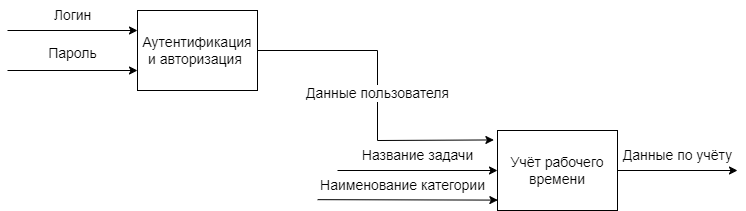 Логин
Пароль
Аутентификация
и авторизация
Данные пользователя
Название задачи
Наименование категории
Учёт рабочего
времени
Данные по учёту